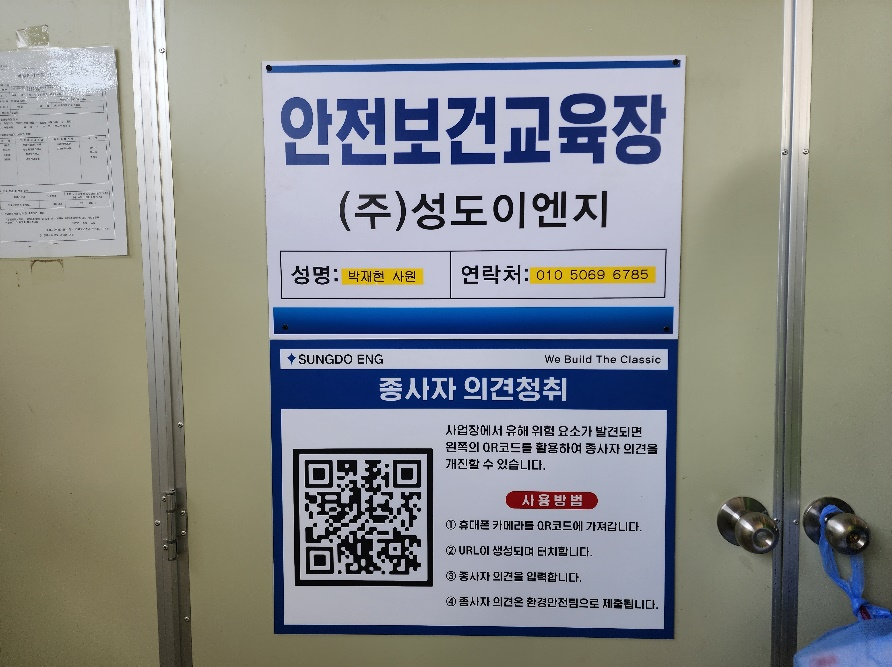 안전보건교육장
(주)성도이엔지
성명: 박재현 사원
연락처: 010 5069 6785
SUNGDO ENG
We Build The Classic
종사자 의견청취
사업장에서 유해 위험 요소가 발견되면
왼쪽의 QR코드를 활용하여 종사자 의견을
개진할 수 있습니다.
사용방법
① 휴대폰 카메라를 QR코드에 가져갑니다.
② URL이 생성되며 터치합니다.
③ 종사자 의견을 입력합니다.
④ 종사자 의견은 환경안전팀으로 제출됩니다.